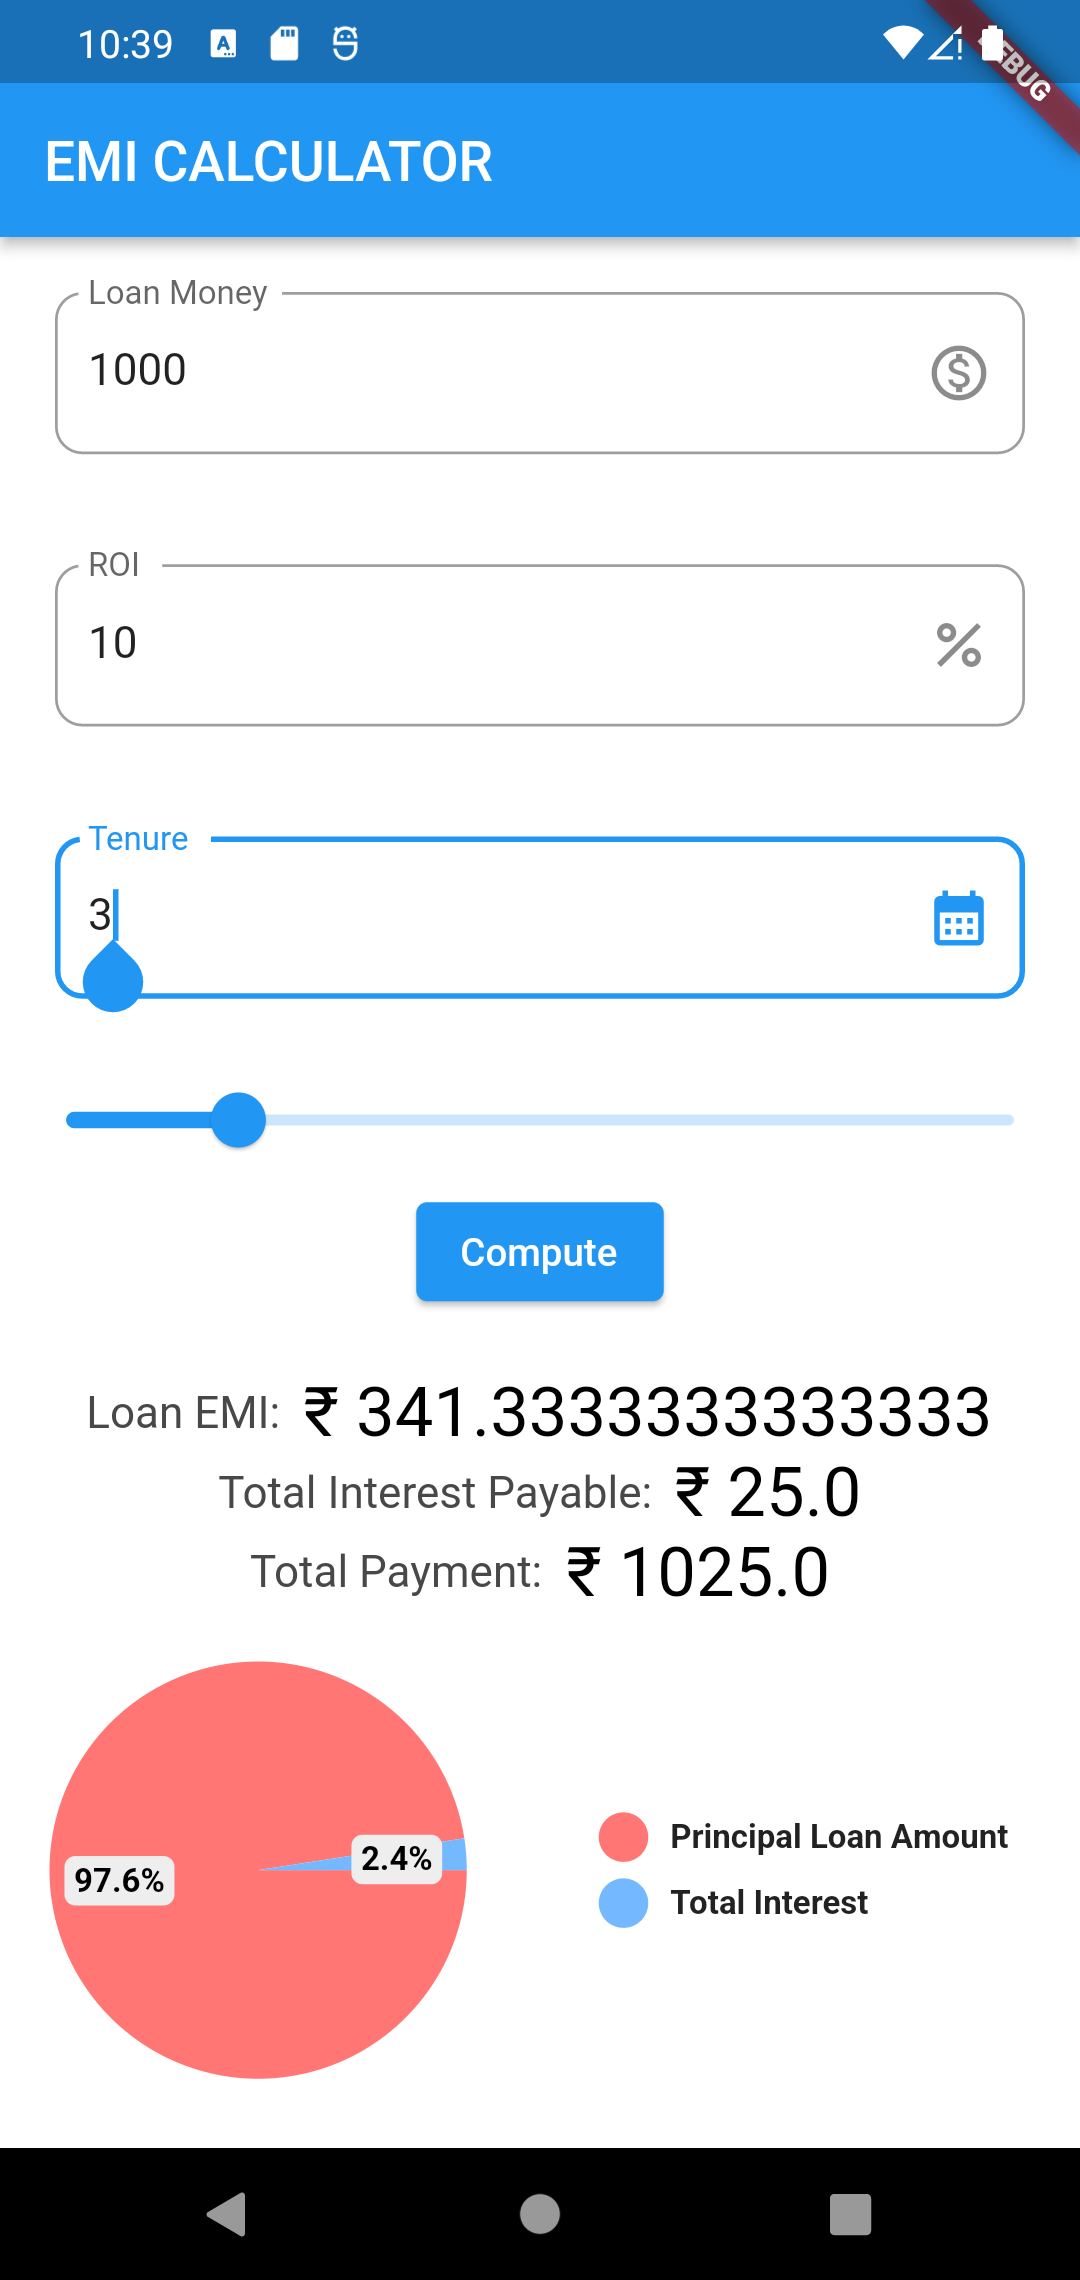 10:39
DEBUG
EMI CALCULATOR
Loan Money
1000
ROI
10
Tenure
3
Compute
Loan EMI: ₹ 341.3333333333333
Total Interest Payable: ₹ 25.0
Total Payment: ₹ 1025.0
97.6%
2.4%
Principal Loan Amount
Total Interest